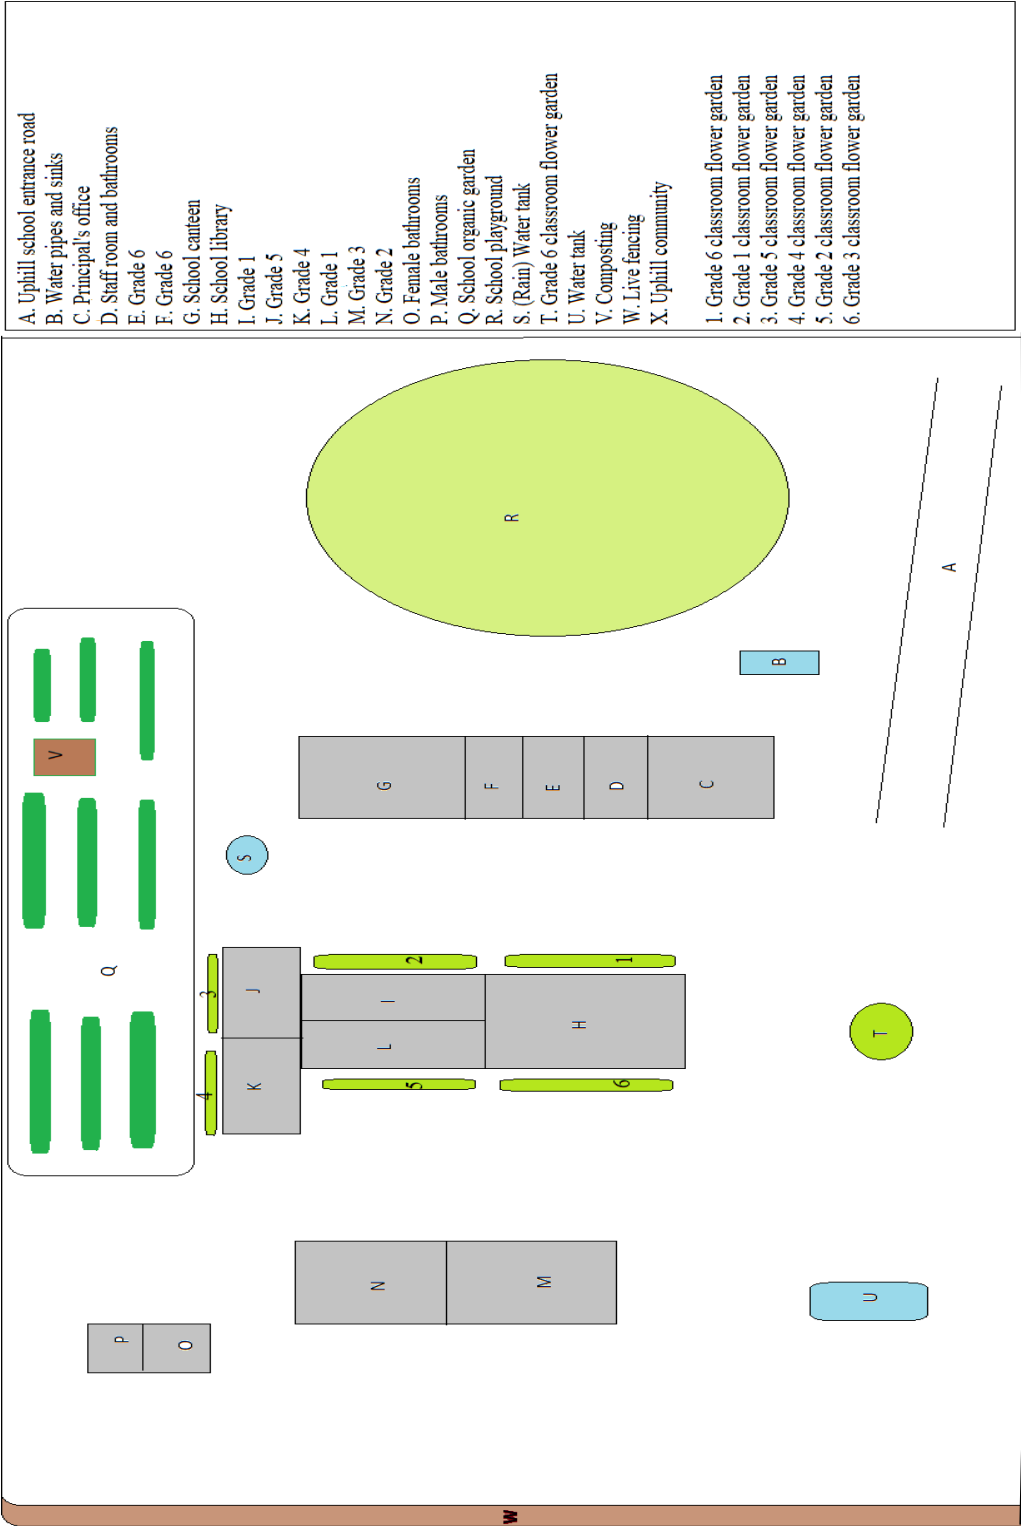 V
Q
P
O
4
3
S
K
J
N
L
I
G
5
2
F
W
R
M
E
H
D
6
1
C
B
U
T
A
A. Uphill school entrance road
B. Water pipes and sinks
C. Principal's office
D. Staff room and bathrooms
E. Grade 6
F. Grade 6
G. School canteen
H. School library
I. Grade 1
J. Grade 5
K. Grade 4
L. Grade 1
M. Grade 3
N. Grade 2
O. Female bathrooms
P. Male bathrooms
Q. School organic garden
R. School playground
S. (Rain) Water tank
T. Grade 6 classroom flower garden
U. Water tank
V. Composting
W. Live fencing
X. Uphill community
1. Grade 6 classroom flower garden
2. Grade 1 classroom flower garden
3. Grade 5 classroom flower garden
4. Grade 4 classroom flower garden
5. Grade 2 classroom flower garden
6. Grade 3 classroom flower garden